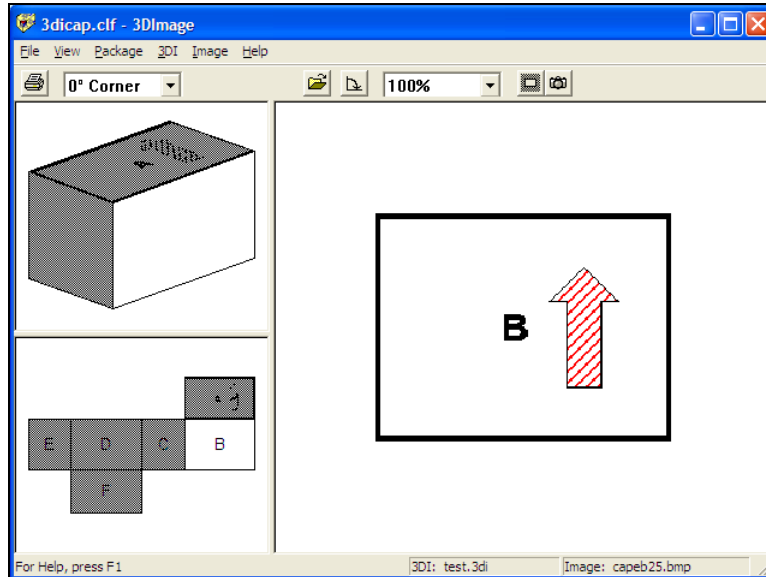 3dicap.clf - 3DImage
File View Package 3DI Image Help
0° Corner
100%
A
B
E D C B
F
For Help, press F1
3DI: test.3di
Image: capeb25.bmp